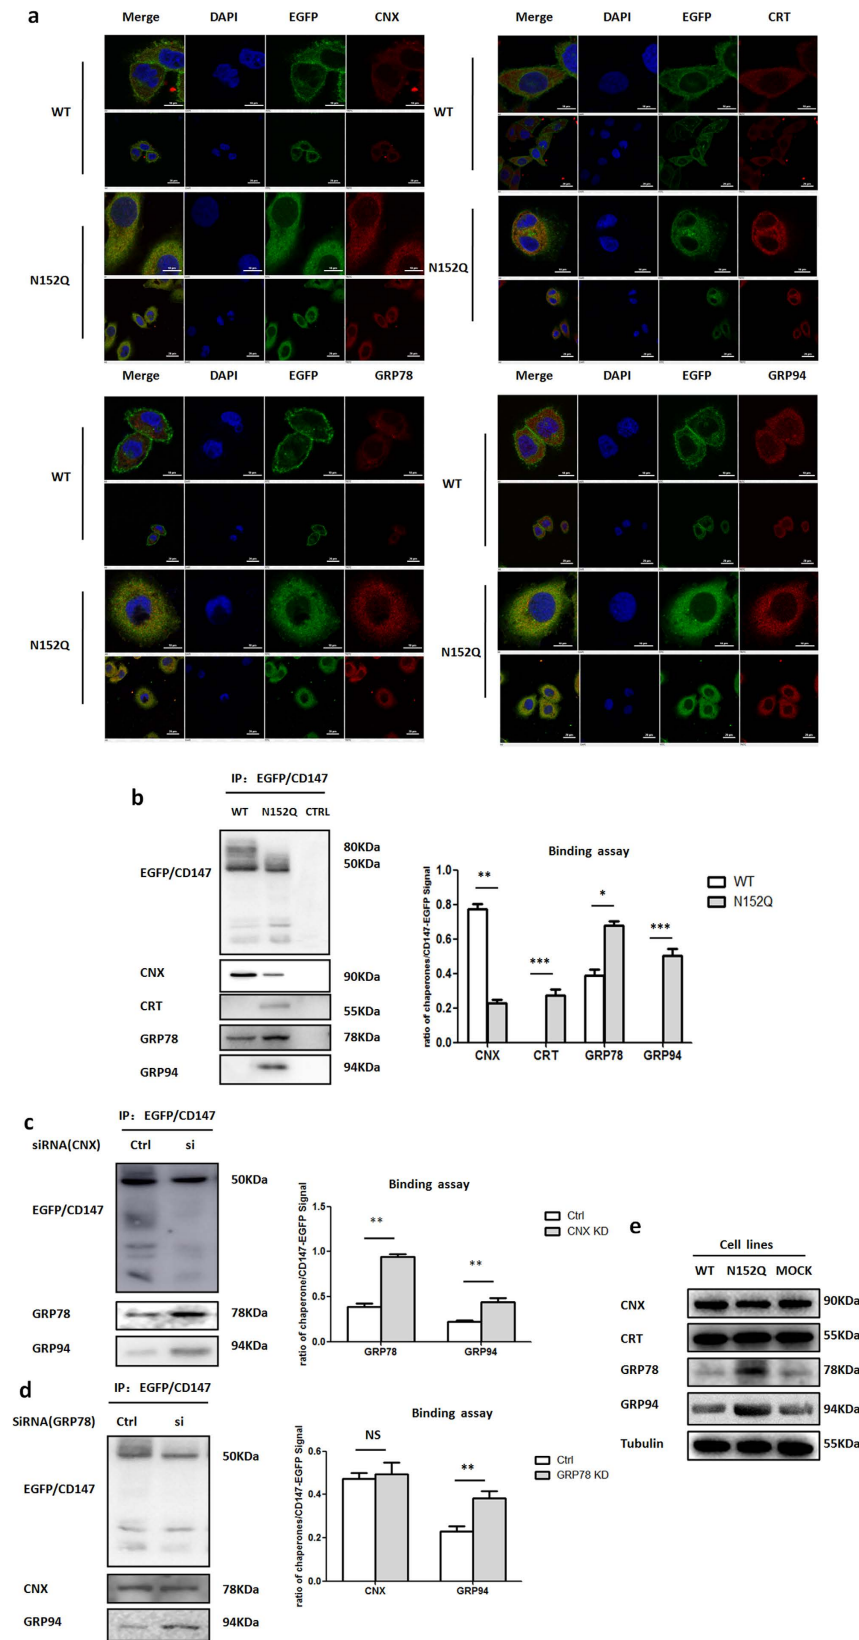 a
Merge DAPI EGFP CNX
Merge DAPI EGFP CRT
WT
WT
N152Q
N152Q
Merge DAPI EGFP GRP78
Merge DAPI EGFP GRP94
WT
WT
N152Q
N152Q
b
IP: EGFP/CD147
WT N152Q CTRL
EGFP/CD147
80KDa
50KDa
CNX 90KDa
CRT 55KDa
GRP78 78KDa
GRP94 94KDa
Binding assay
ratio of chaperones/CD147-EGFP Signal
1.0
0.8
0.6
0.4
0.2
0.0
**
***
*
***
CNX CRT GRP78 GRP94
WT
N152Q
c
IP: EGFP/CD147
siRNA(CNX) Ctrl si
50KDa
EGFP/CD147
GRP78 78KDa
GRP94 94KDa
Binding assay
ratio of chaperone/CD147-EGFP Signal
1.5
1.0
0.5
0.0
**
**
GRP78 GRP94
Ctrl
CNX KD
d
IP: EGFP/CD147
SiRNA(GRP78) Ctrl si
50KDa
EGFP/CD147
CNX 78KDa
GRP94 94KDa
Binding assay
ratio of chaperones/CD147-EGFP Signal
0.6
0.4
0.2
0.0
NS
**
CNX GRP94
Ctrl
GRP78 KD
e
Cell lines
WT N152Q MOCK
CNX 90KDa
CRT 55KDa
GRP78 78KDa
GRP94 94KDa
Tubulin 55KDa